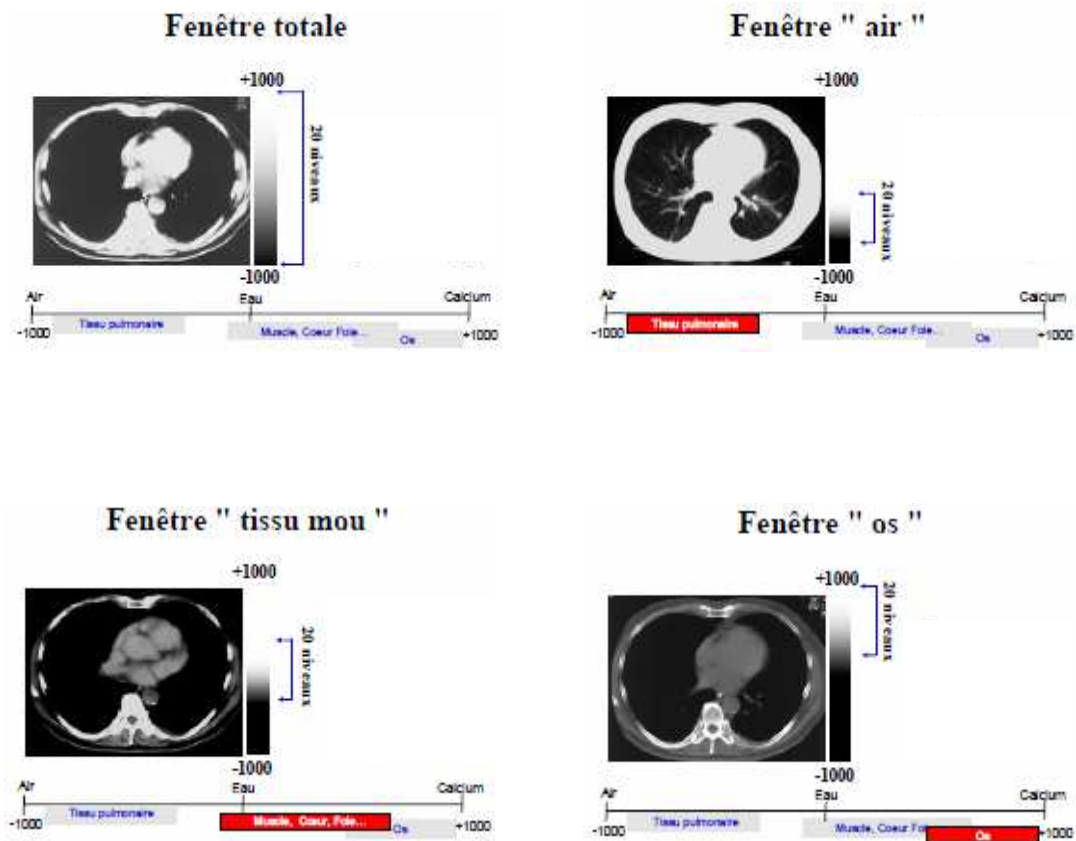 Fenêtre totale
+1000
20 niveaux
-1000
Air Eau Calcium
-1000 Tissu pulmonaire Muscle, Coeur Foie... Os +1000
Fenêtre " air "
+1000
20 niveaux
-1000
Air Eau Calcium
-1000 Tissu pulmonaire Muscle, Coeur Foie... Os +1000
Fenêtre " tissu mou "
+1000
20 niveaux
-1000
Air Eau Calcium
-1000 Tissu pulmonaire Muscle, Cœur, Foie... Os +1000
Fenêtre " os "
+1000
20 niveaux
-1000
Air Eau Calcium
-1000 Tissu pulmonaire Muscle, Coeur Os +1000